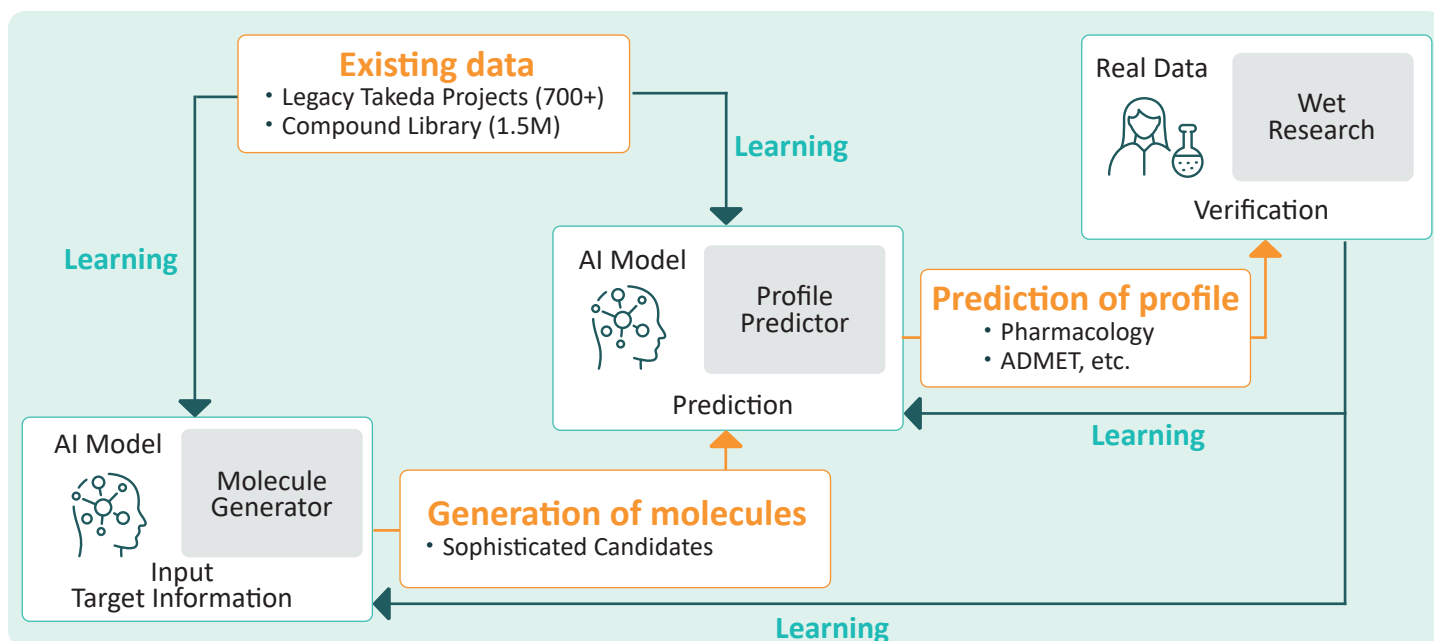 Existing data
• Legacy Takeda Projects (700+)
• Compound Library (1.5M)
Learning
Learning
Real Data
Wet
Research
Verification
AI Model
Profile
Predictor
Prediction
Prediction of profile
• Pharmacology
• ADMET, etc.
Learning
AI Model
Molecule
Generator
Input
Target Information
Generation of molecules
• Sophisticated Candidates
Learning